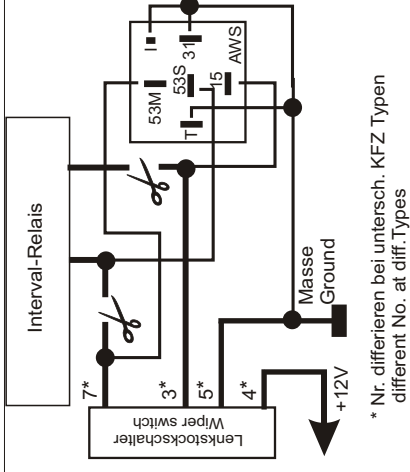 Interval-Relais
I
31
AWS
53M
53S
15
T
7*
3*
5*
4*
Lenkstockschalter
Wiper switch
Masse
Ground
+12V
* Nr. differieren bei untersch. KFZ Typen
different No. at diff.Types